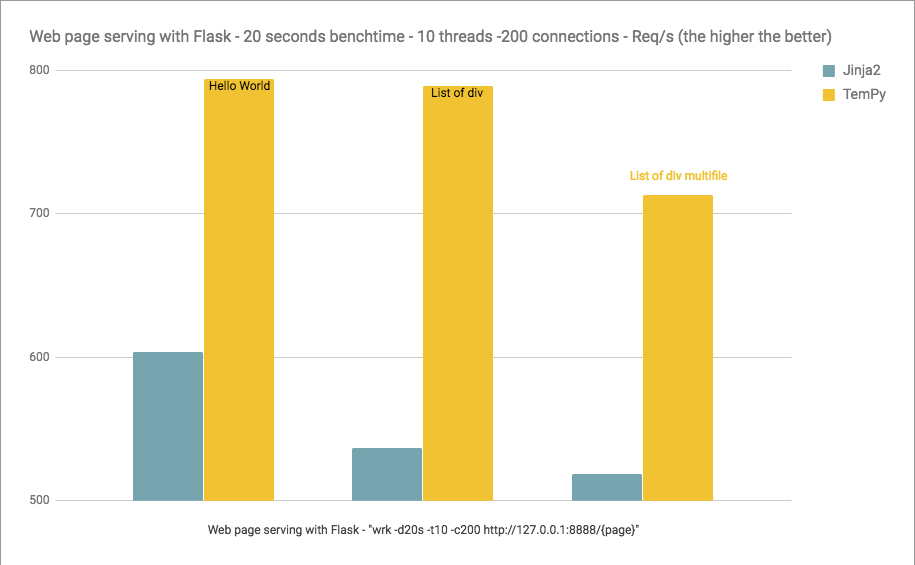 Web page serving with Flask - 20 seconds benchtime - 10 threads -200 connections - Req/s (the higher the better)
Jinja2
TemPy
800
700
600
500
Hello World
List of div
List of div multifile
Web page serving with Flask - "wrk -d20s -t10 -c200 http://127.0.0.1:8888/{page}"